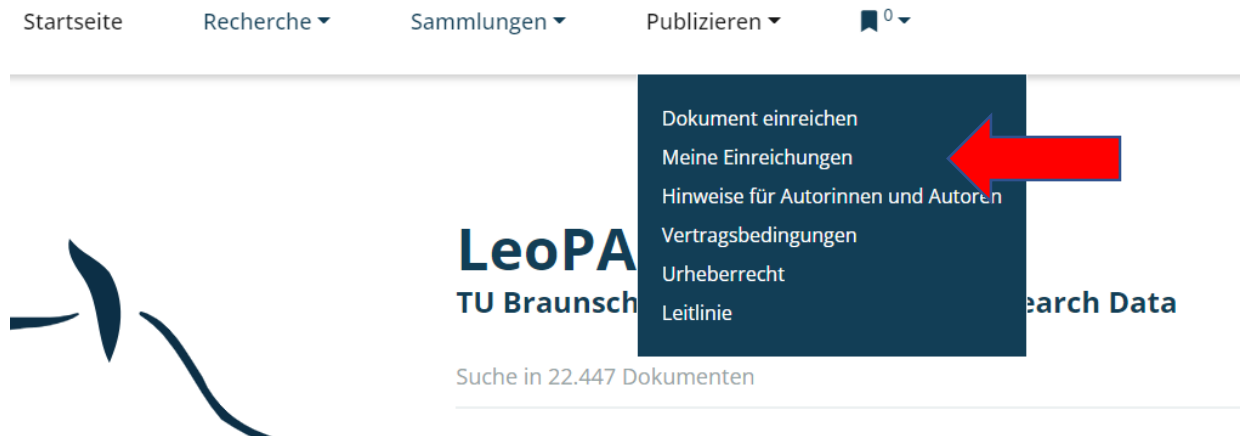 Startseite Recherche Sammlungen Publizieren 0
Dokument einreichen
Meine Einreichungen
Hinweise für Autorinnen und Autoren
Vertragsbedingungen
Urheberrecht
Leitlinie
LeoPA
TU Braunsch earch Data
Suche in 22.447 Dokumenten